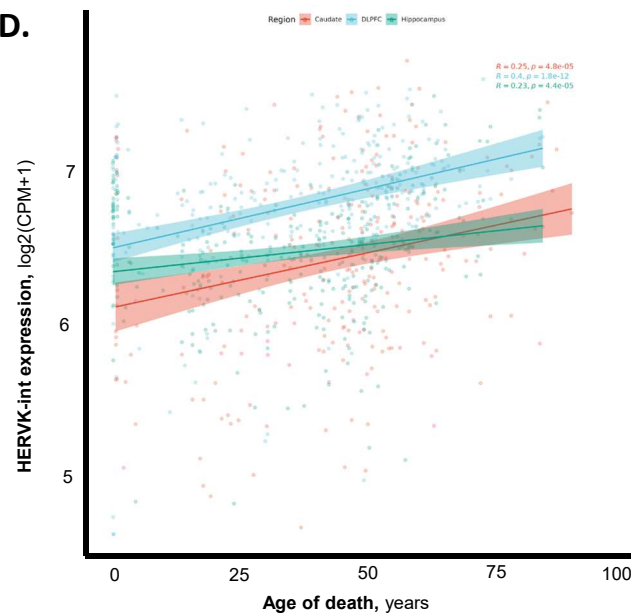 D.
Region Caudate DLPFC Hippocampus
R = 0.25, p = 4.8e-05
R = 0.4, p = 1.8e-12
R = 0.23, p = 4.4e-05
HERVK-int expression, log2(CPM+1)
7
6
5
0 25 50 75 100
Age of death, years